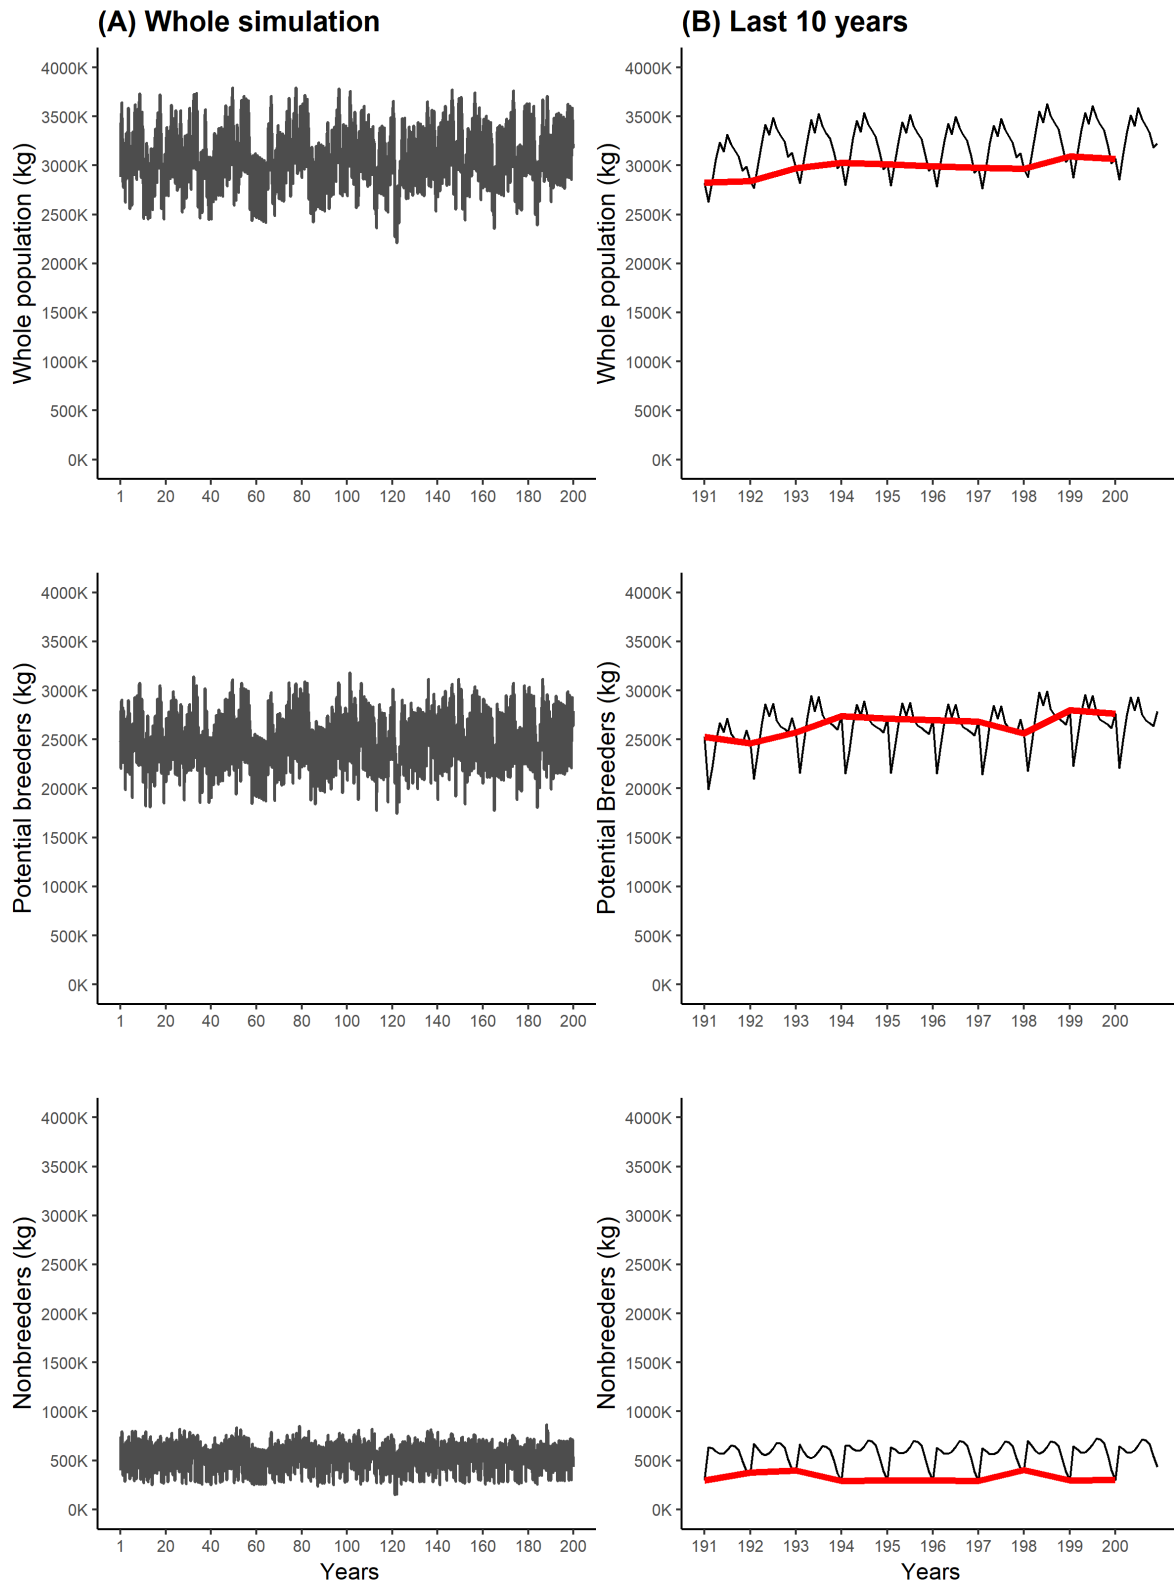 (A) Whole simulation
(B) Last 10 years
Whole population (kg)
4000K
3500K
3000K
2500K
2000K
1500K
1000K
500K
0K
1 20 40 60 80 100 120 140 160 180 200
Whole population (kg)
4000K
3500K
3000K
2500K
2000K
1500K
1000K
500K
0K
191 192 193 194 195 196 197 198 199 200
Potential breeders (kg)
4000K
3500K
3000K
2500K
2000K
1500K
1000K
500K
0K
1 20 40 60 80 100 120 140 160 180 200
Potential Breeders (kg)
4000K
3500K
3000K
2500K
2000K
1500K
1000K
500K
0K
191 192 193 194 195 196 197 198 199 200
Nonbreeders (kg)
4000K
3500K
3000K
2500K
2000K
1500K
1000K
500K
0K
1 20 40 60 80 100 120 140 160 180 200
Years
Nonbreeders (kg)
4000K
3500K
3000K
2500K
2000K
1500K
1000K
500K
0K
191 192 193 194 195 196 197 198 199 200
Years